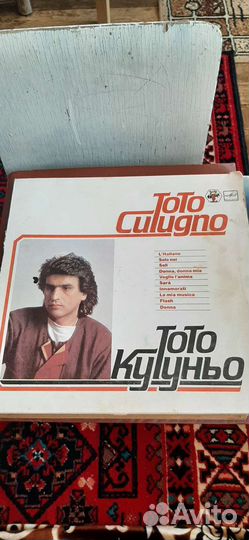 ToTo
Cutugno
L'Italiano
Solo noi
Soli
Donna, donna mia
Voglio l'anima
Sarà
Innamorati
La mia musica
Flash
Donna
Тото
Кутуньо
Avito